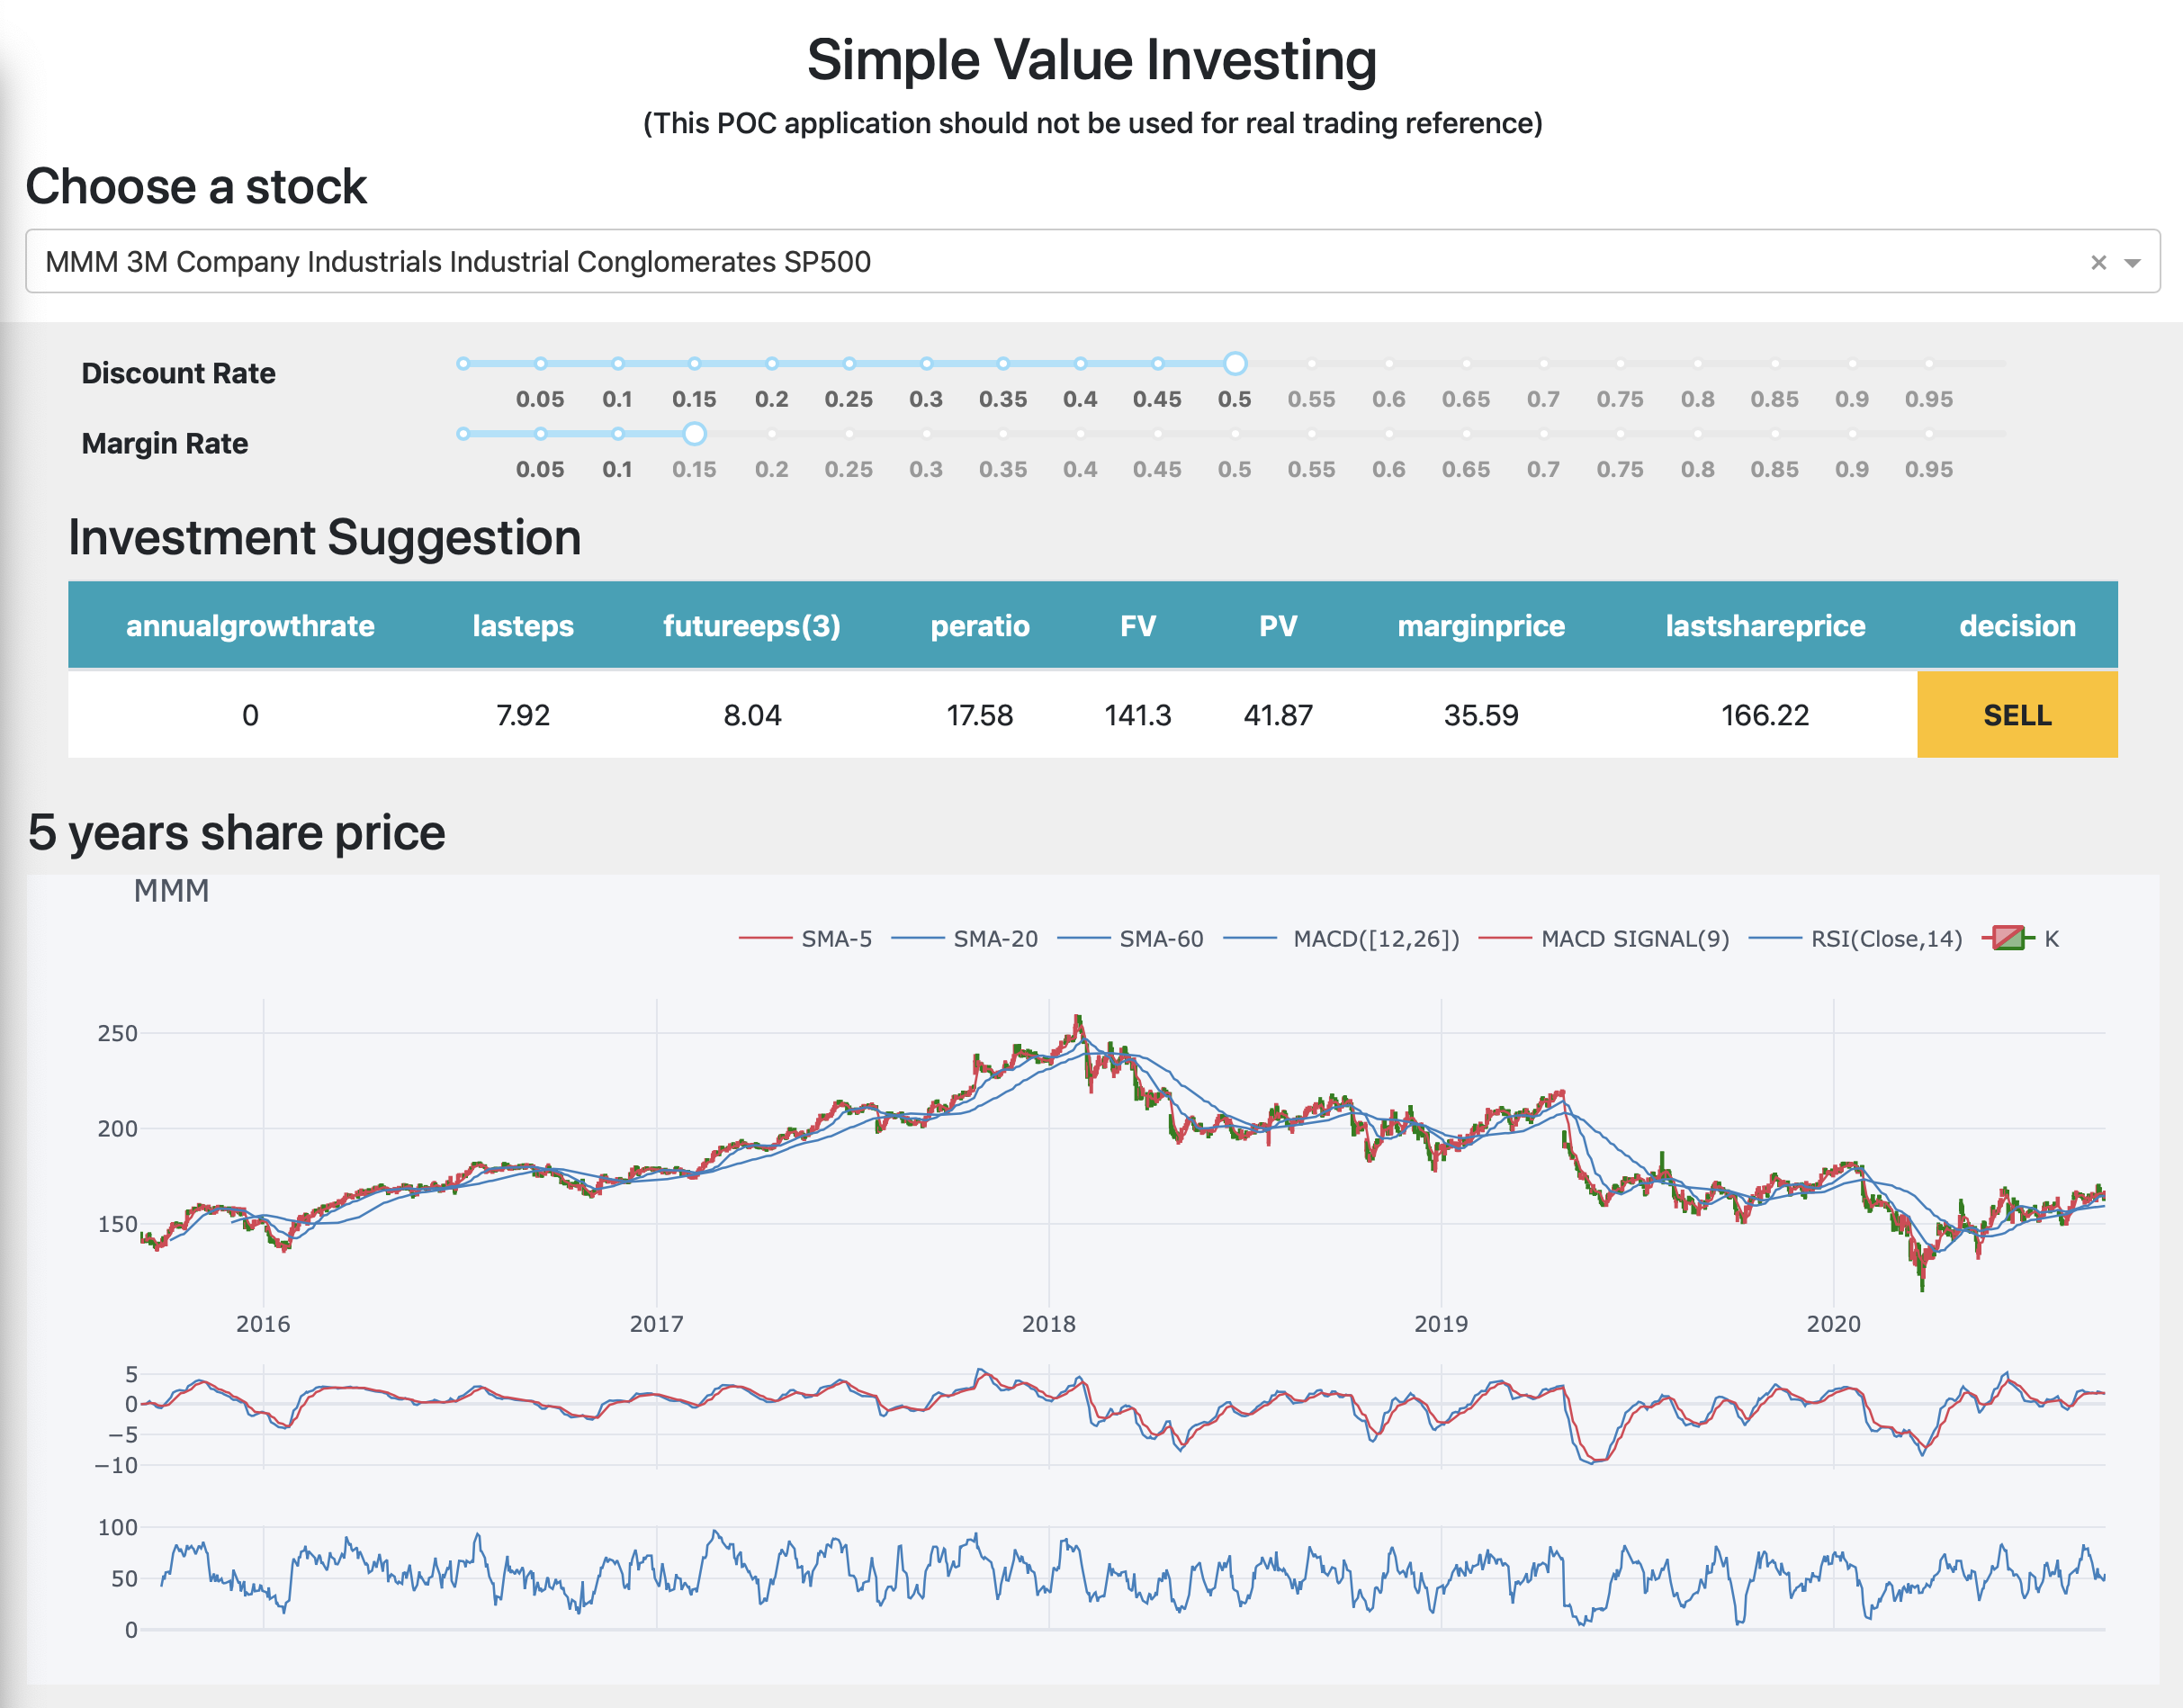 Simple Value Investing
(This POC application should not be used for real trading reference)
Choose a stock
MMM 3M Company Industrials Industrial Conglomerates SP500 ×
Discount Rate
0.05 0.1 0.15 0.2 0.25 0.3 0.35 0.4 0.45 0.5 0.55 0.6 0.65 0.7 0.75 0.8 0.85 0.9 0.95
Margin Rate
0.05 0.1 0.15 0.2 0.25 0.3 0.35 0.4 0.45 0.5 0.55 0.6 0.65 0.7 0.75 0.8 0.85 0.9 0.95
Investment Suggestion
annualgrowthrate lasteps futureeps(3) peratio FV PV marginprice lastshareprice decision
0 7.92 8.04 17.58 141.3 41.87 35.59 166.22 SELL
5 years share price
MMM
SMA-5 SMA-20 SMA-60 MACD([12,26]) MACD SIGNAL(9) RSI(Close,14) K
250
200
150
2016 2017 2018 2019 2020
5
0
−5
−10
100
50
0